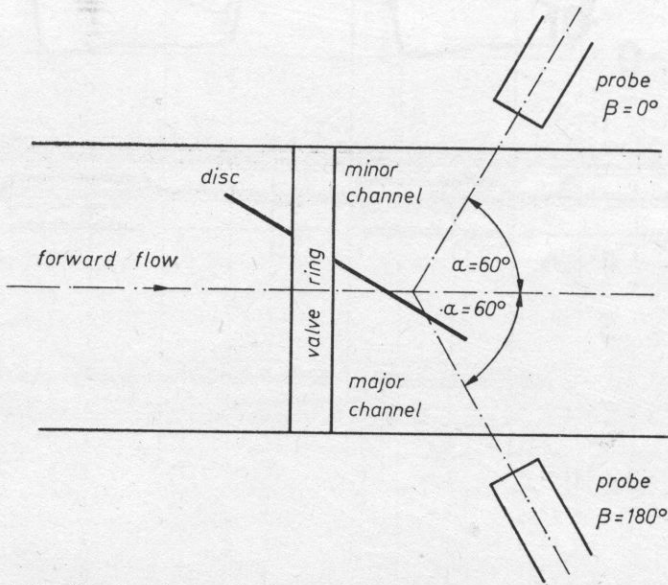 probe
β = 0°
disc
minor
channel
forward flow
valve ring
α = 60°
α = 60°
major
channel
probe
β = 180°